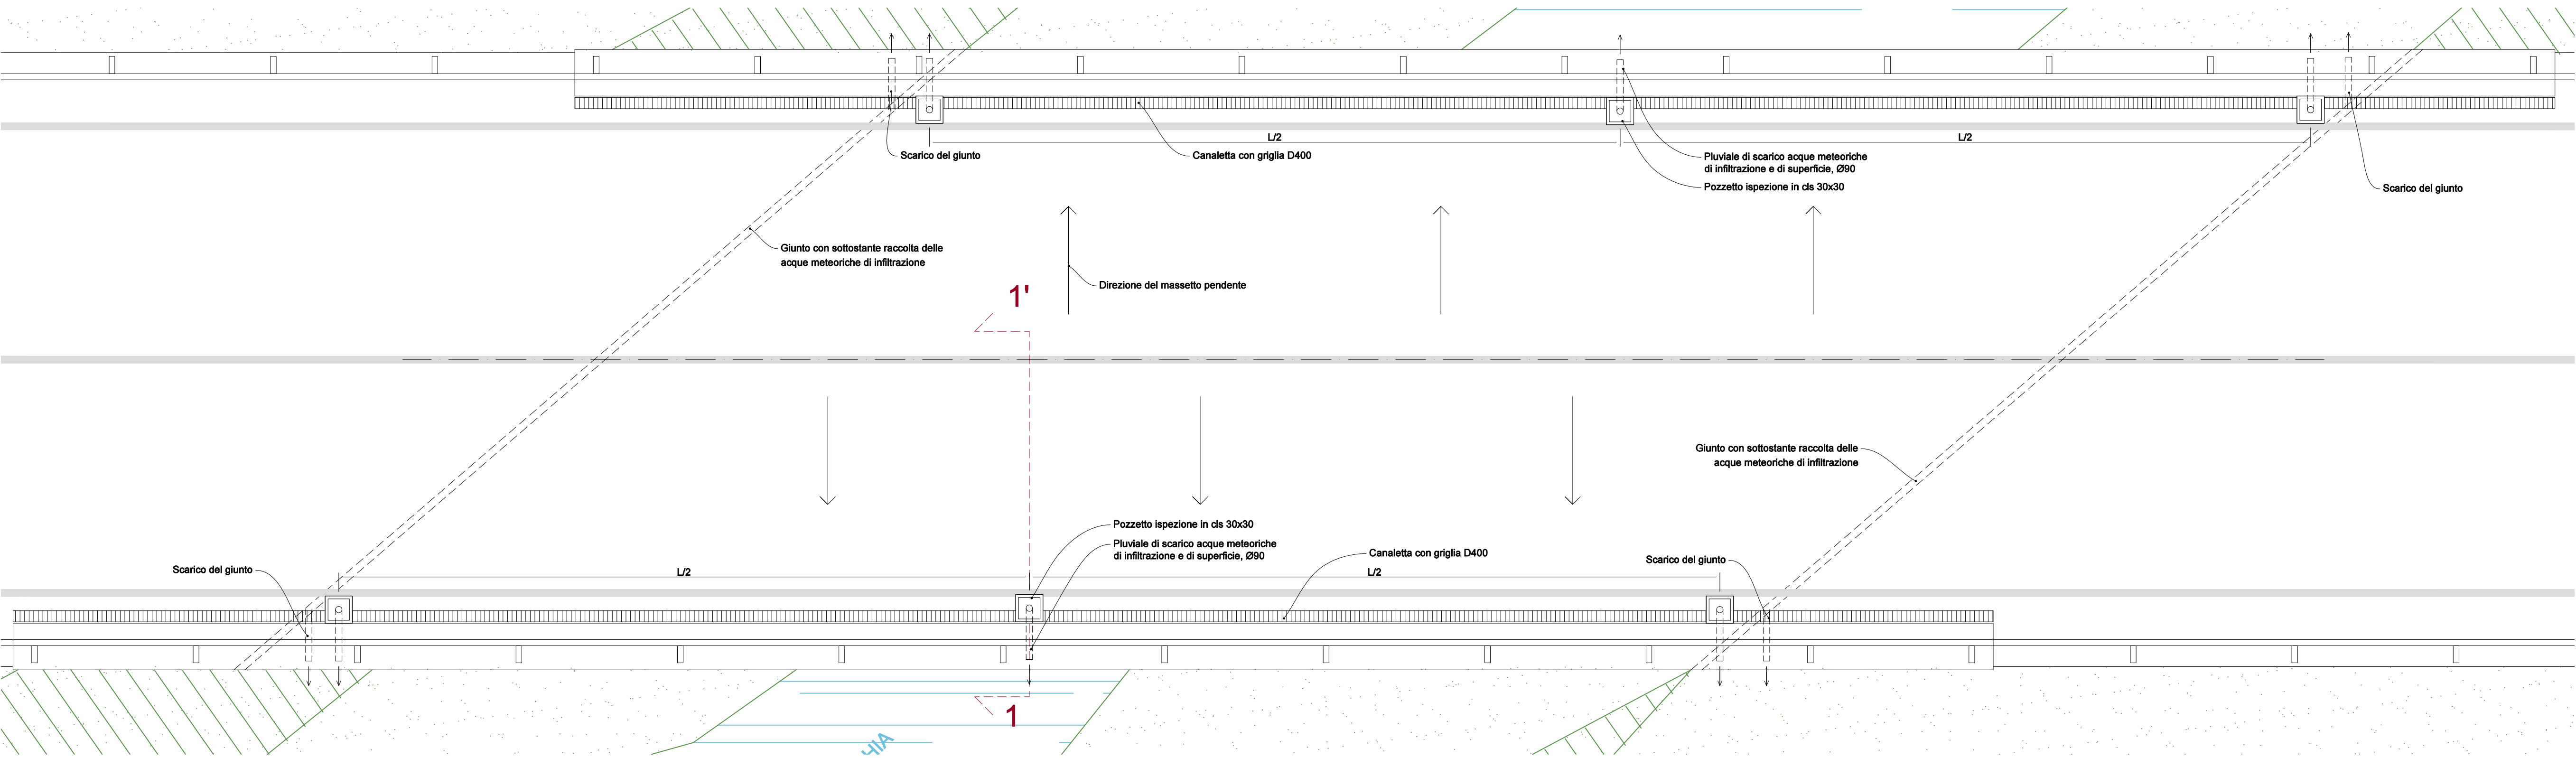 L/2
L/2
Scarico del giunto
Canaletta con griglia D400
Pluviale di scarico acque meteoriche
di infiltrazione e di superficie, Ø90
Pozzetto ispezione in cls 30x30
Scarico del giunto
Giunto con sottostante raccolta delle
acque meteoriche di infiltrazione
Direzione del massetto pendente
1'
Giunto con sottostante raccolta delle
acque meteoriche di infiltrazione
Pozzetto ispezione in cls 30x30
Pluviale di scarico acque meteoriche
di infiltrazione e di superficie, Ø90
Canaletta con griglia D400
Scarico del giunto
Scarico del giunto
L/2
L/2
1